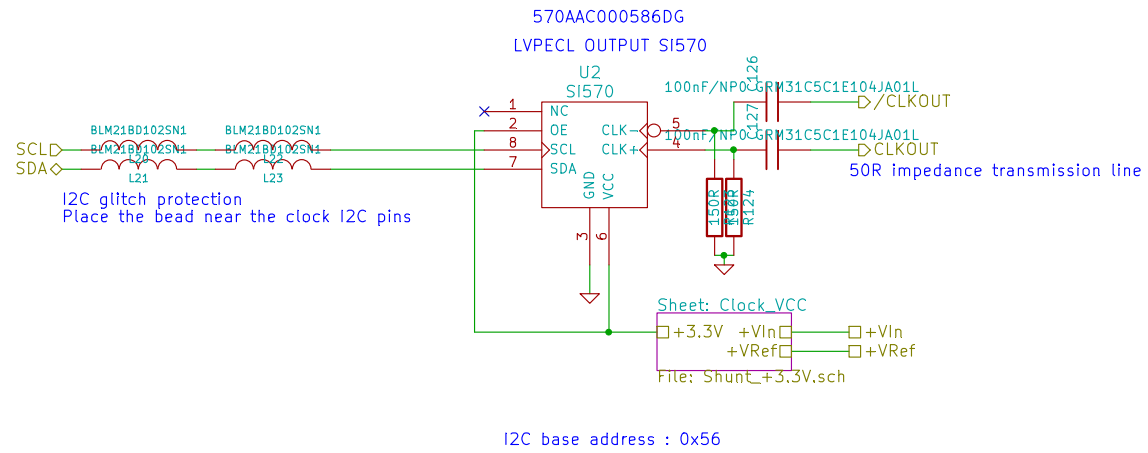 570AAC000586DG
LVPECL OUTPUT SI570
U2
SI570
C126
100nF/NP0 GRM31C5C1E104JA01L
/CLKOUT
C127
100nF/NP0 GRM31C5C1E104JA01L
CLKOUT
50R impedance transmission line
1 NC
2 OE
8 SCL
7 SDA
CLK- 5
CLK+ 4
GND 3
VCC 6
BLM21BD102SN1 BLM21BD102SN1
SCL L20 L22
BLM21BD102SN1 BLM21BD102SN1
SDA L21 L23
I2C glitch protection
Place the bead near the clock I2C pins
150R
150R R124
Sheet: Clock_VCC
+3.3V +VIn +VIn
+VRef +VRef
File: Shunt_+3.3V.sch
I2C base address : 0x56